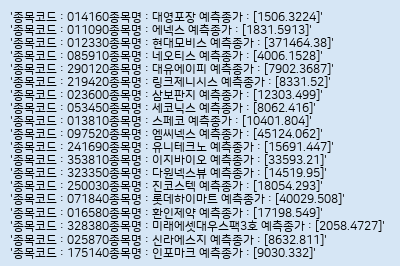 '종목코드 : 014160종목명 : 대영포장 예측종가 : [1506.3224]'
'종목코드 : 011090종목명 : 에넥스 예측종가 : [1831.5913]'
'종목코드 : 012330종목명 : 현대모비스 예측종가 : [371464.38]'
'종목코드 : 085910종목명 : 네오티스 예측종가 : [4006.1528]'
'종목코드 : 290120종목명 : 대유에이피 예측종가 : [7902.3687]'
'종목코드 : 219420종목명 : 링크제니시스 예측종가 : [8331.52]'
'종목코드 : 023600종목명 : 삼보판지 예측종가 : [12303.499]'
'종목코드 : 053450종목명 : 세코닉스 예측종가 : [8062.416]'
'종목코드 : 013810종목명 : 스페코 예측종가 : [10401.804]'
'종목코드 : 097520종목명 : 엠씨넥스 예측종가 : [45124.062]'
'종목코드 : 241690종목명 : 유니테크노 예측종가 : [15691.447]'
'종목코드 : 353810종목명 : 이지바이오 예측종가 : [33593.21]'
'종목코드 : 323350종목명 : 다원넥스뷰 예측종가 : [14519.95]'
'종목코드 : 250030종목명 : 진코스텍 예측종가 : [18054.293]'
'종목코드 : 071840종목명 : 롯데하이마트 예측종가 : [40029.508]'
'종목코드 : 016580종목명 : 환인제약 예측종가 : [17198.549]'
'종목코드 : 328380종목명 : 미래에셋대우스팩3호 예측종가 : [2058.4727]'
'종목코드 : 025870종목명 : 신라에스지 예측종가 : [8632.811]'
'종목코드 : 175140종목명 : 인포마크 예측종가 : [9030.332]'